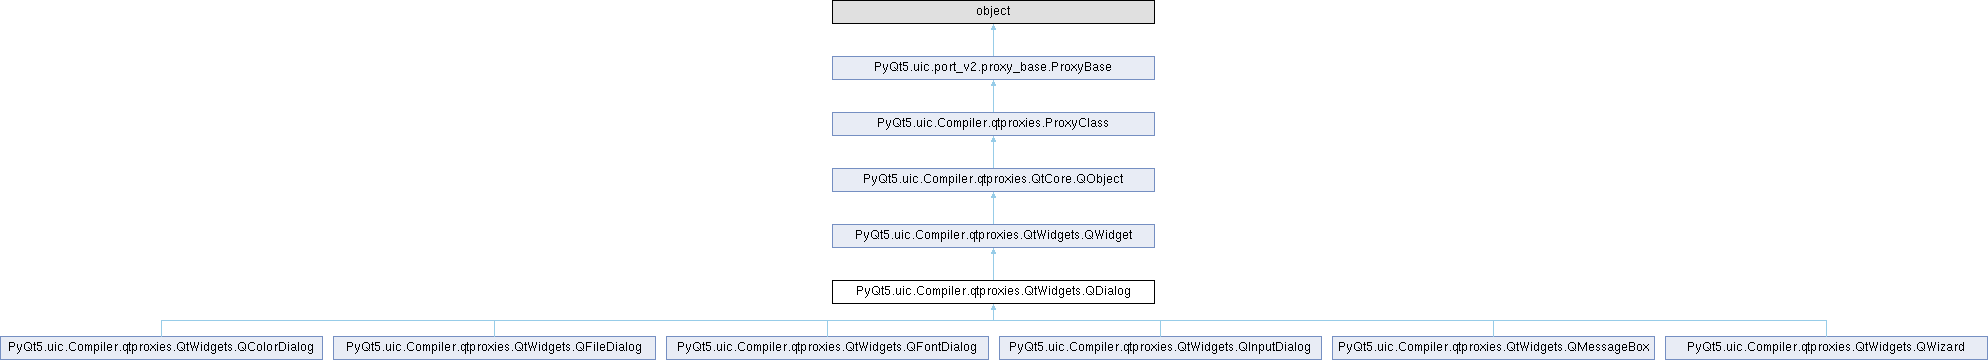 object
PyQt5.uic.port_v2.proxy_base.ProxyBase
PyQt5.uic.Compiler.qtproxies.ProxyClass
PyQt5.uic.Compiler.qtproxies.QtCore.QObject
PyQt5.uic.Compiler.qtproxies.QtWidgets.QWidget
PyQt5.uic.Compiler.qtproxies.QtWidgets.QDialog
PyQt5.uic.Compiler.qtproxies.QtWidgets.QColorDialog
PyQt5.uic.Compiler.qtproxies.QtWidgets.QFileDialog
PyQt5.uic.Compiler.qtproxies.QtWidgets.QFontDialog
PyQt5.uic.Compiler.qtproxies.QtWidgets.QInputDialog
PyQt5.uic.Compiler.qtproxies.QtWidgets.QMessageBox
PyQt5.uic.Compiler.qtproxies.QtWidgets.QWizard